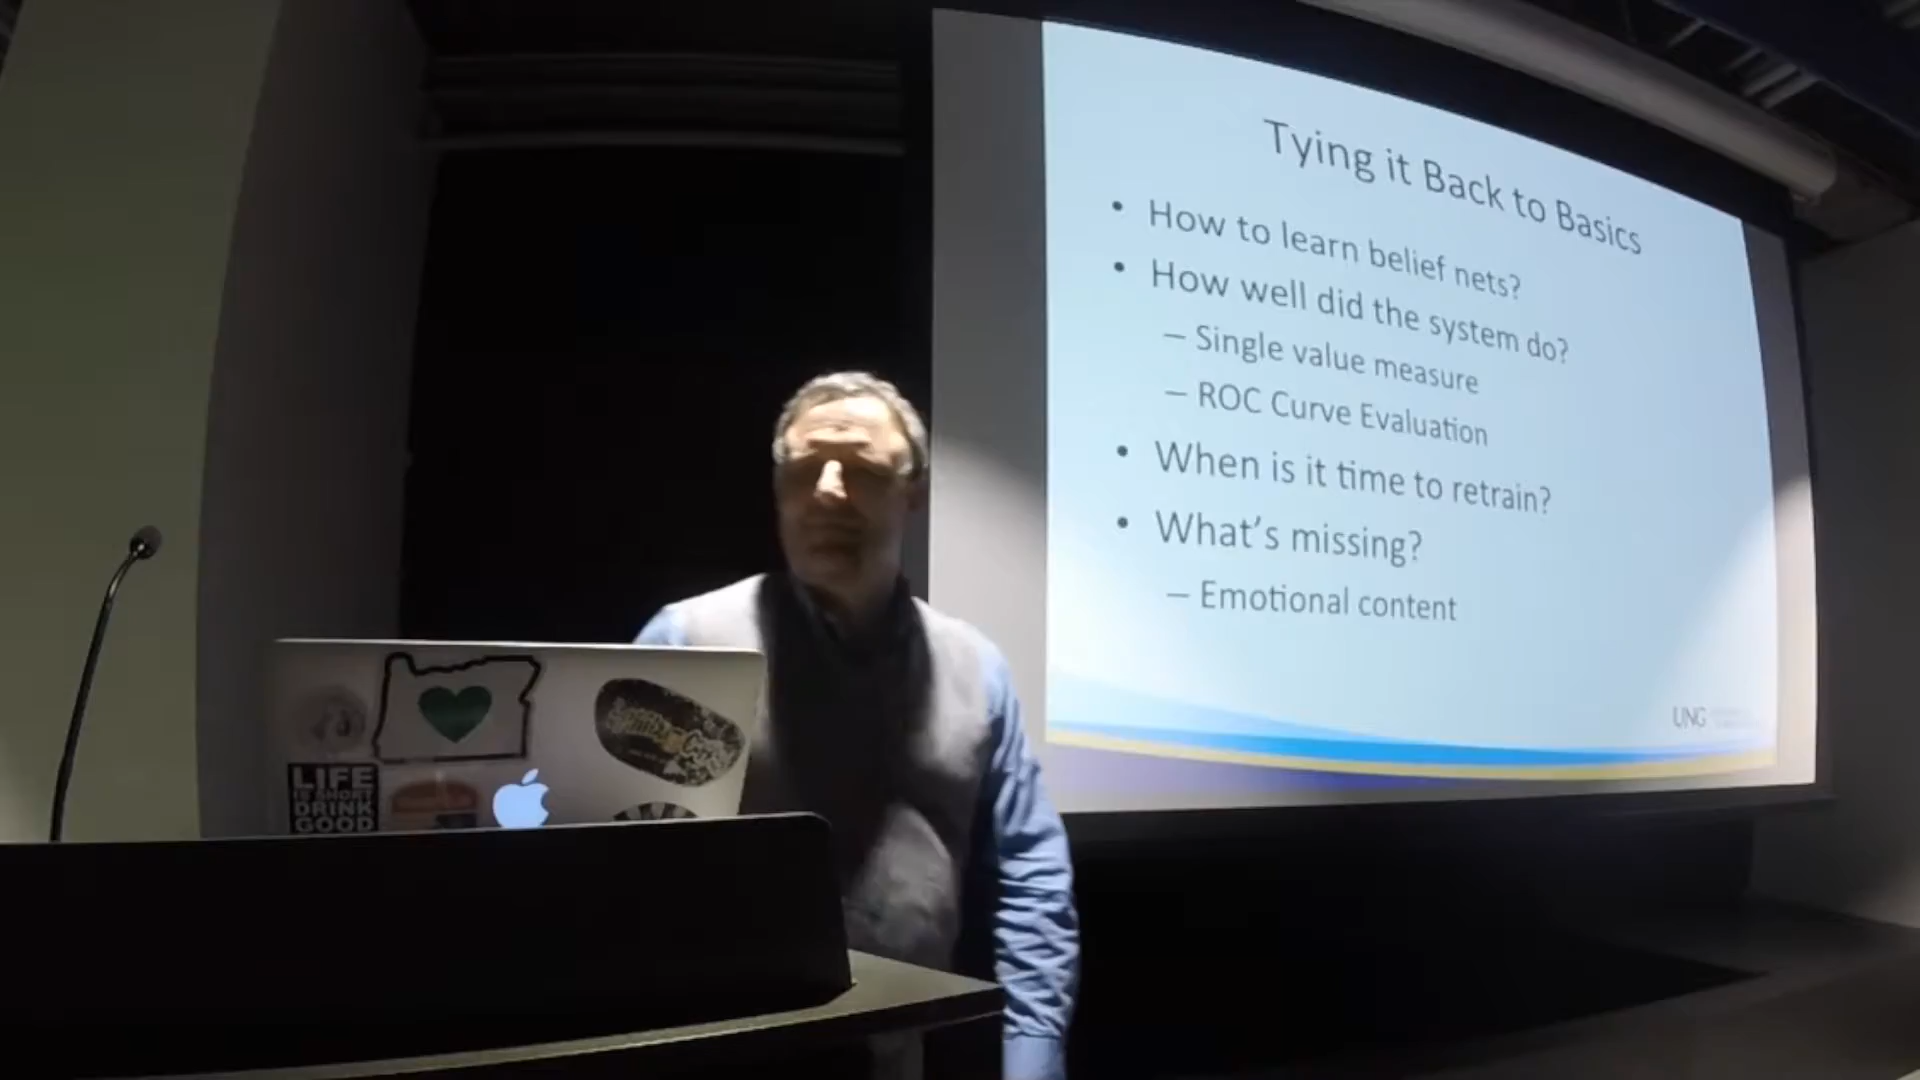 Tying it Back to Basics
• How to learn belief nets?
• How well did the system do?
– Single value measure
– ROC Curve Evaluation
• When is it time to retrain?
• What's missing?
– Emotional content
UNG
LIFE
IS SHORT
DRINK
GOOD